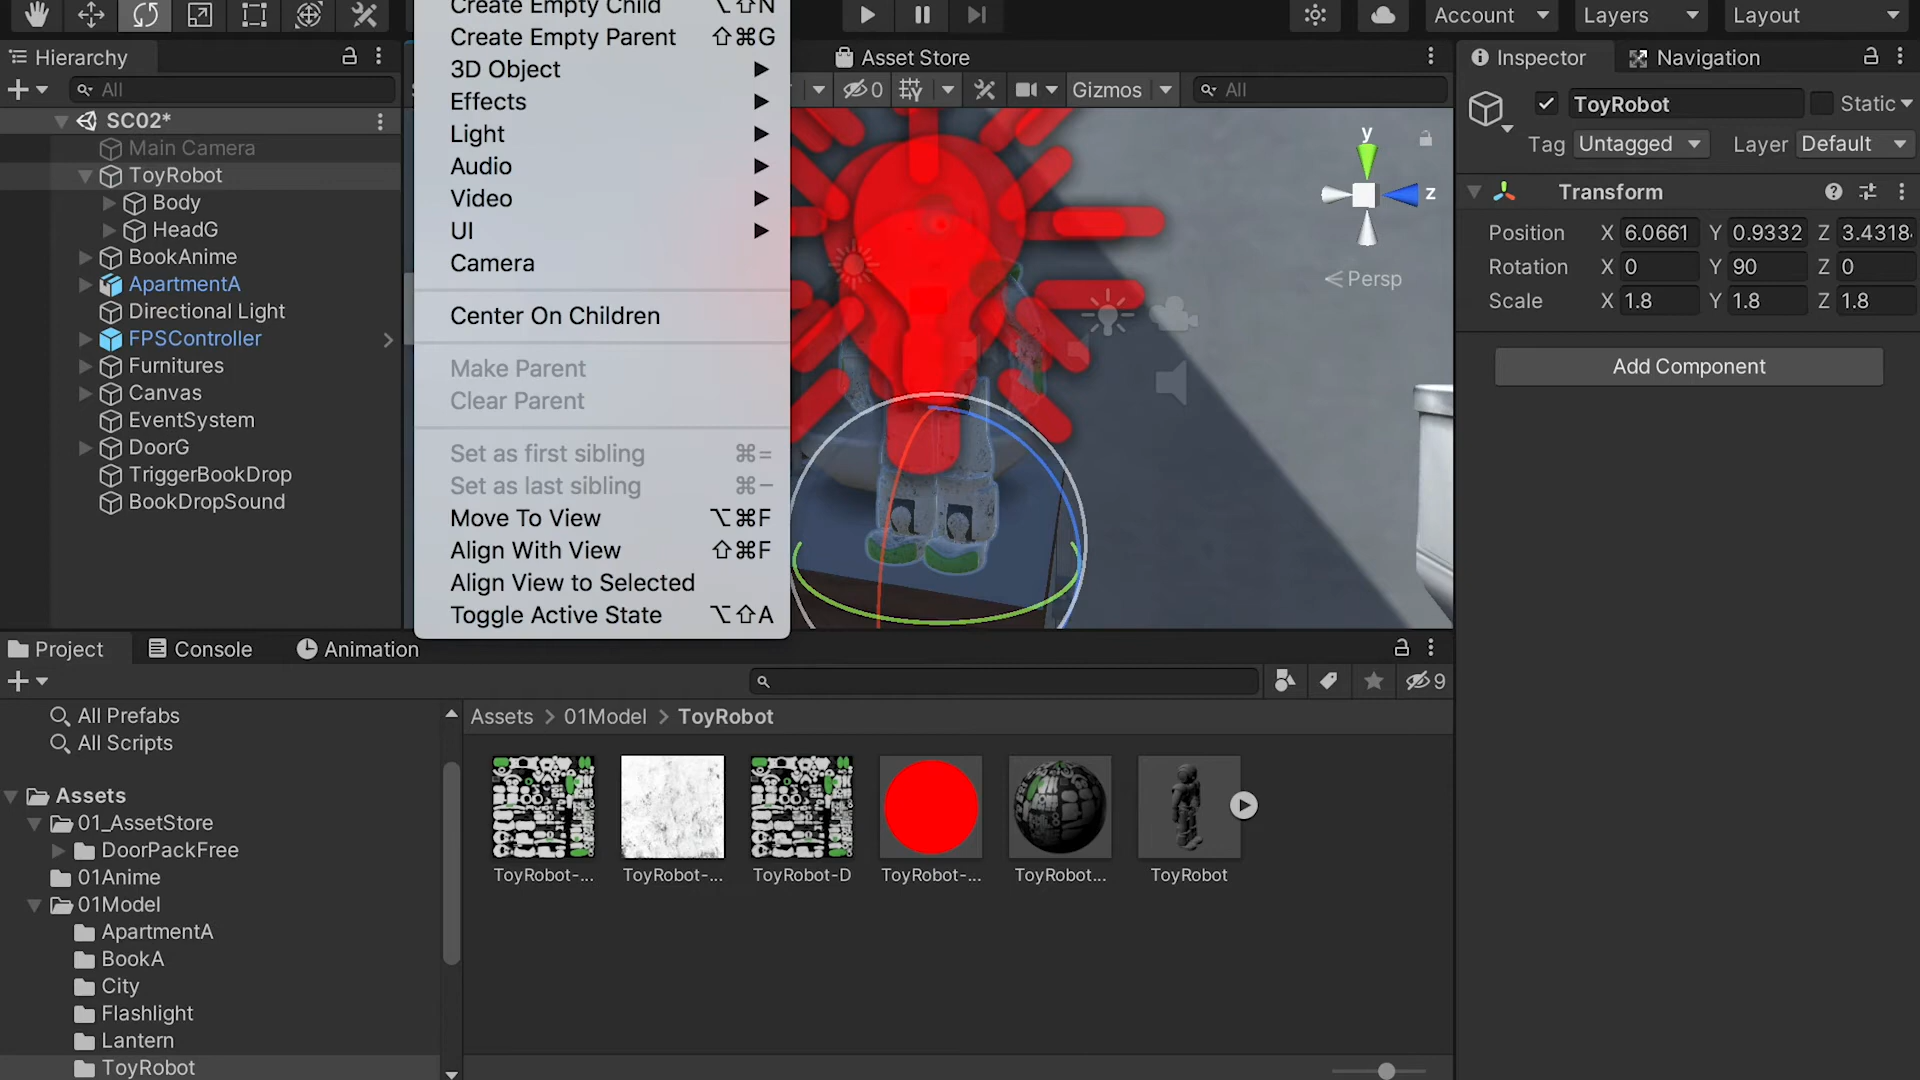 Create Empty Child ⌥⇧N
Account
Layers
Layout
Create Empty Parent ⇧⌘G
Hierarchy
Asset Store
Inspector
Navigation
3D Object
All
0
Gizmos
All
Effects
Light
Audio
Video
UI
Camera
Center On Children
Make Parent
Clear Parent
Set as first sibling ⌘=
Set as last sibling ⌘-
Move To View ⌥⌘F
Align With View ⇧⌘F
Align View to Selected
Toggle Active State ⌥⇧A
SC02*
Main Camera
ToyRobot
Body
HeadG
BookAnime
ApartmentA
Directional Light
FPSController
Furnitures
Canvas
EventSystem
DoorG
TriggerBookDrop
BookDropSound
y
z
Persp
ToyRobot
Static
Tag Untagged Layer Default
Transform
Position X 6.0661 Y 0.9332 Z 3.4318
Rotation X 0 Y 90 Z 0
Scale X 1.8 Y 1.8 Z 1.8
Add Component
Project
Console
Animation
9
All Prefabs
All Scripts
Assets
01_AssetStore
DoorPackFree
01Anime
01Model
ApartmentA
BookA
City
Flashlight
Lantern
ToyRobot
Assets > 01Model > ToyRobot
ToyRobot-...
ToyRobot-...
ToyRobot-D
ToyRobot-...
ToyRobot...
ToyRobot